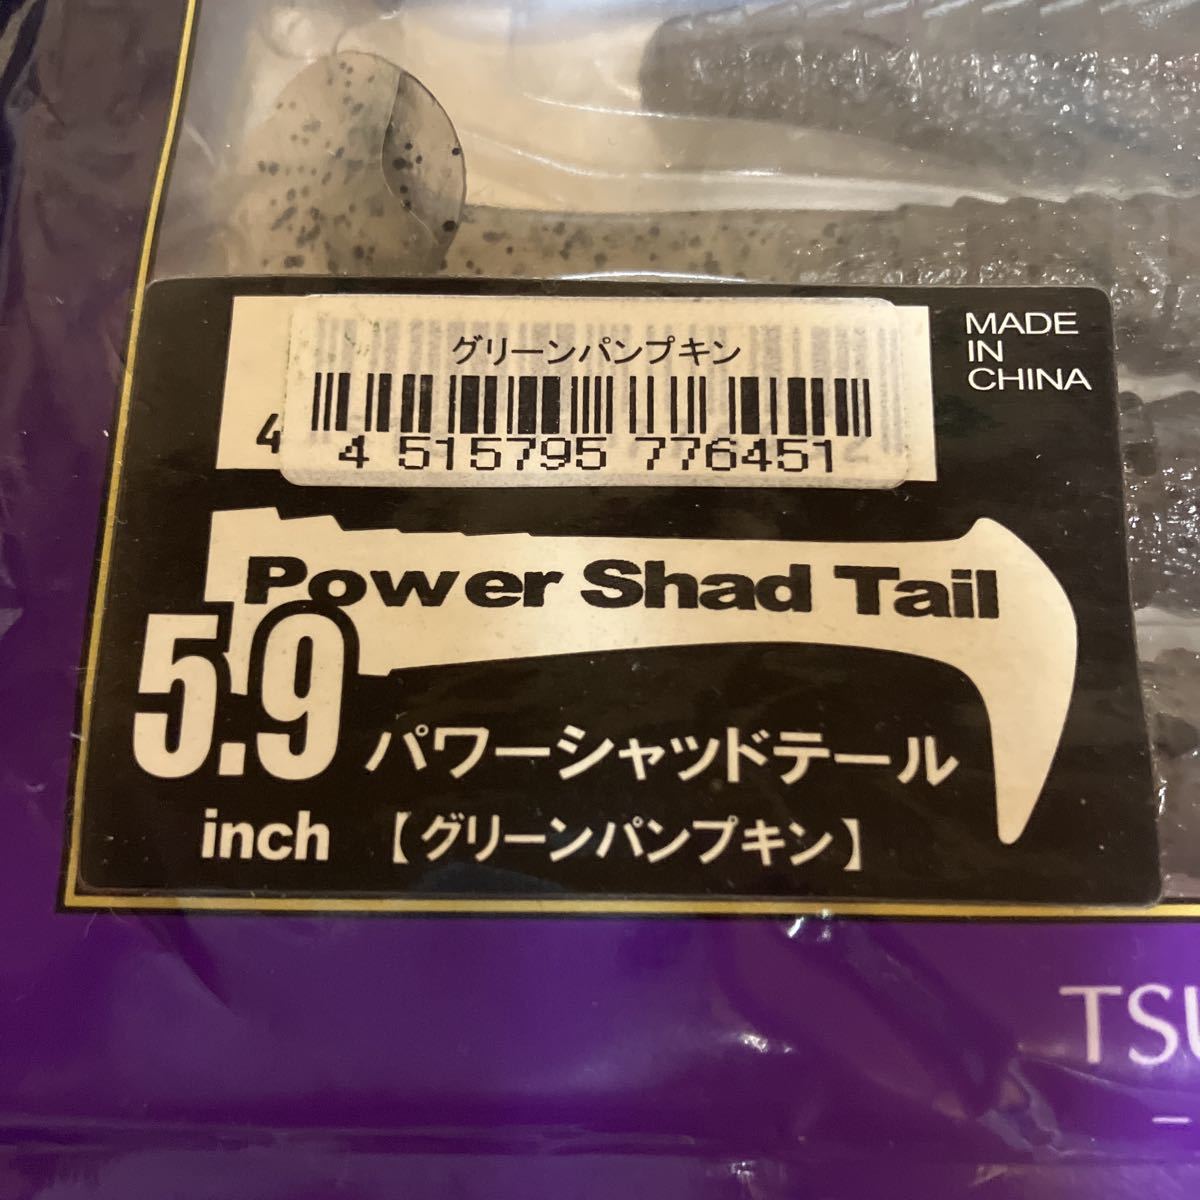 MADE
IN
CHINA
グリーンパンプキン
4 515795 776451
Power Shad Tail
5.9
inch
パワーシャッドテール
【グリーンパンプキン】
TSU